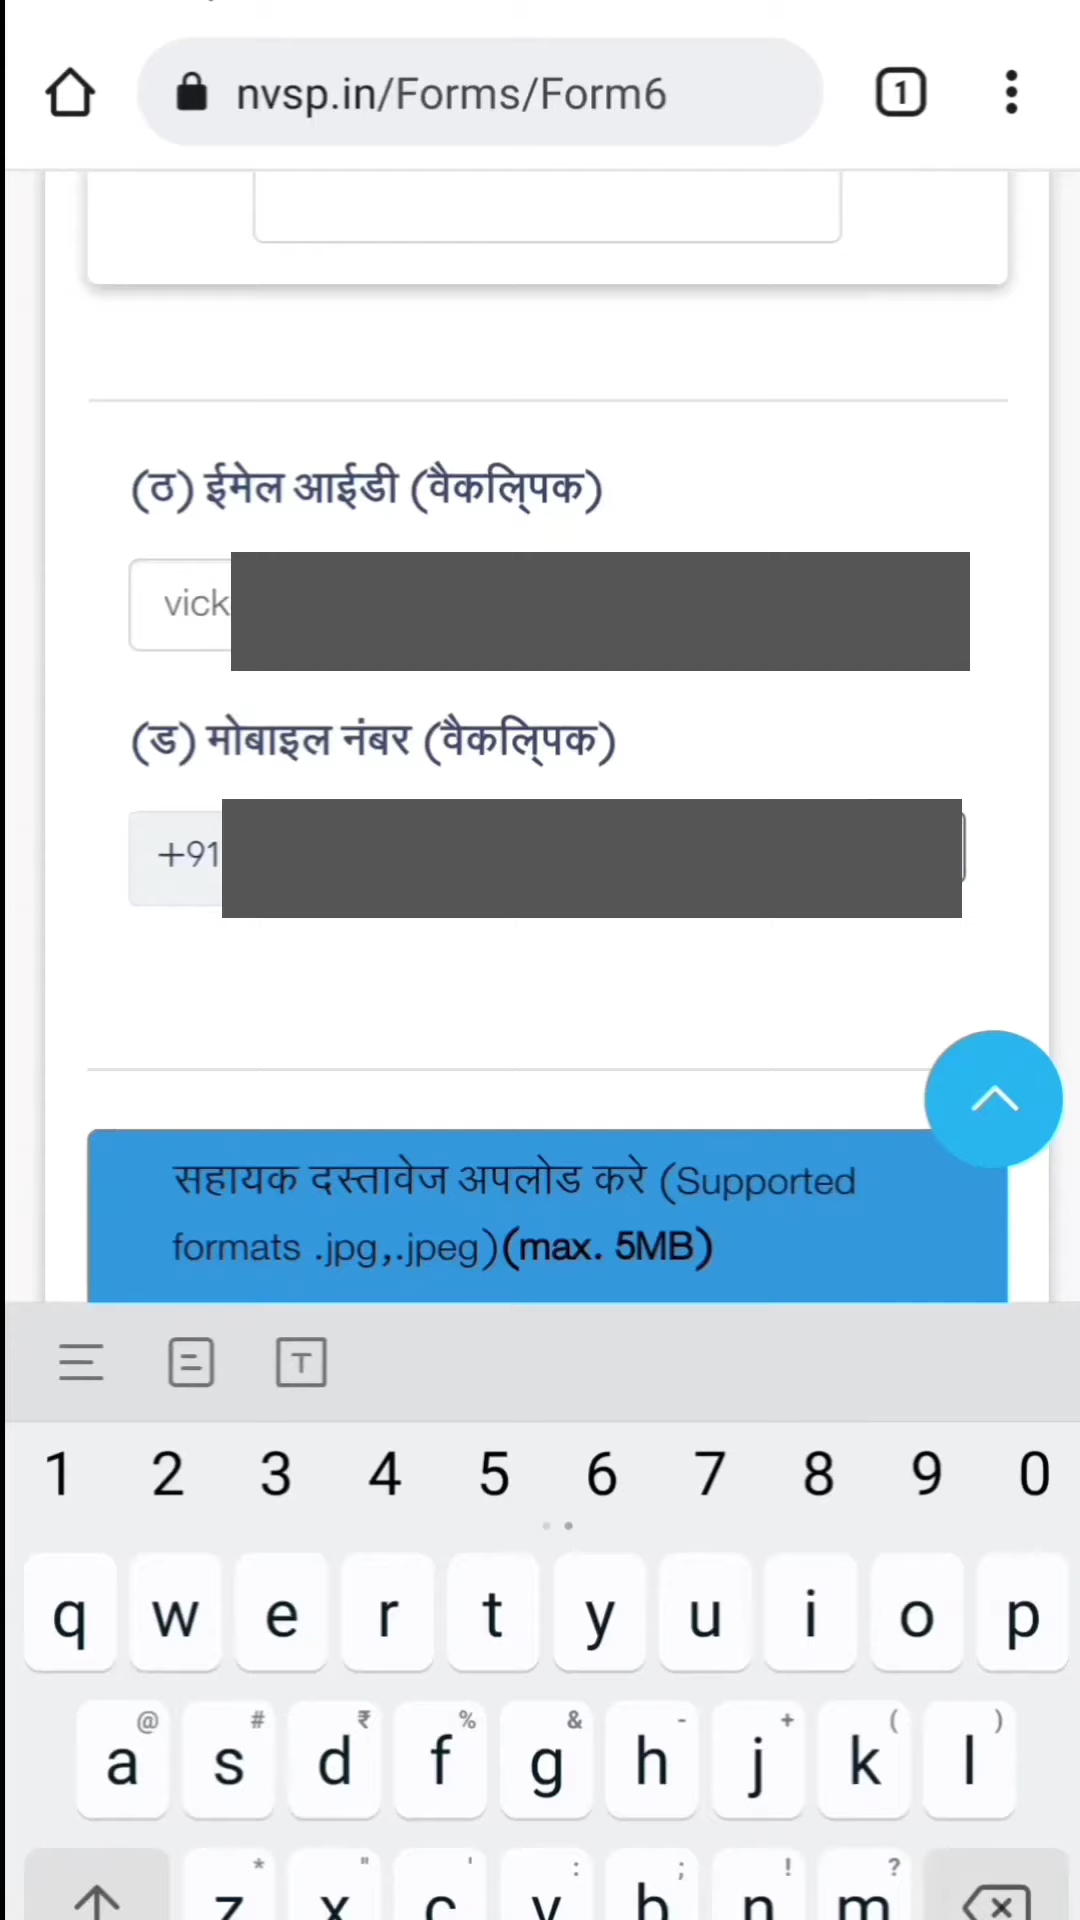 nvsp.in/Forms/Form6
1
(ठ) ईमेल आईडी (वैकल्पिक)
vick
(ड) मोबाइल नंबर (वैकल्पिक)
+91
सहायक दस्तावेज अपलोड करे (Supported
formats .jpg,.jpeg)(max. 5MB)
T
1 2 3 4 5 6 7 8 9 0
q w e r t y u i o p
@ # ₹ % & - + ( )
a s d f g h j k l
* " ' : ; ! ?
z x c v b n m